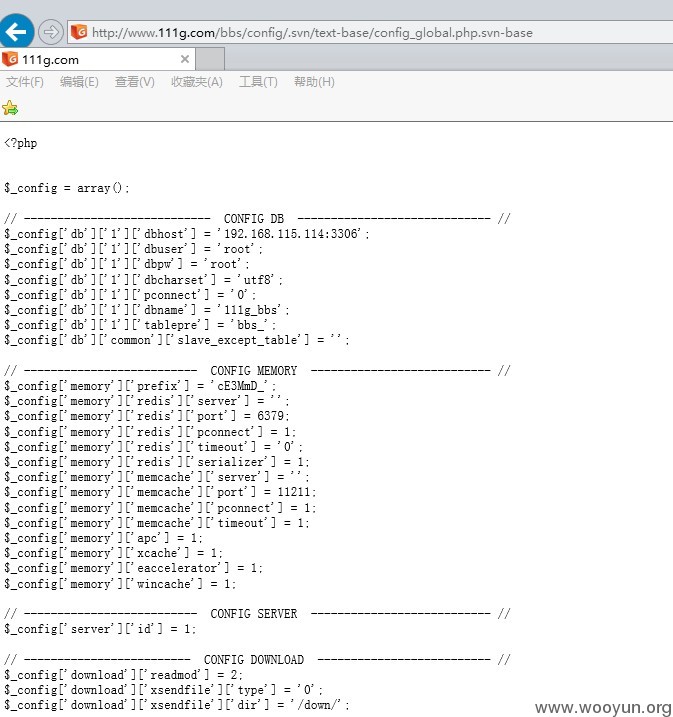 http://www.111g.com/bbs/config/.svn/text-base/config_global.php.svn-base
111g.com
文件(F) 编辑(E) 查看(V) 收藏夹(A) 工具(T) 帮助(H)
<?php
$_config = array();
// ---------------------------- CONFIG DB ----------------------------- //
$_config['db']['1']['dbhost'] = '192.168.115.114:3306';
$_config['db']['1']['dbuser'] = 'root';
$_config['db']['1']['dbpw'] = 'root';
$_config['db']['1']['dbcharset'] = 'utf8';
$_config['db']['1']['pconnect'] = '0';
$_config['db']['1']['dbname'] = '111g_bbs';
$_config['db']['1']['tablepre'] = 'bbs_';
$_config['db']['common']['slave_except_table'] = '';
// -------------------------- CONFIG MEMORY --------------------------- //
$_config['memory']['prefix'] = 'cE3MmD_';
$_config['memory']['redis']['server'] = '';
$_config['memory']['redis']['port'] = 6379;
$_config['memory']['redis']['pconnect'] = 1;
$_config['memory']['redis']['timeout'] = '0';
$_config['memory']['redis']['serializer'] = 1;
$_config['memory']['memcache']['server'] = '';
$_config['memory']['memcache']['port'] = 11211;
$_config['memory']['memcache']['pconnect'] = 1;
$_config['memory']['memcache']['timeout'] = 1;
$_config['memory']['apc'] = 1;
$_config['memory']['xcache'] = 1;
$_config['memory']['eaccelerator'] = 1;
$_config['memory']['wincache'] = 1;
// -------------------------- CONFIG SERVER --------------------------- //
$_config['server']['id'] = 1;
// ------------------------- CONFIG DOWNLOAD -------------------------- //
$_config['download']['readmod'] = 2;
$_config['download']['xsendfile']['type'] = '0';
$_config['download']['xsendfile']['dir'] = '/down/';
www.wooyun.org